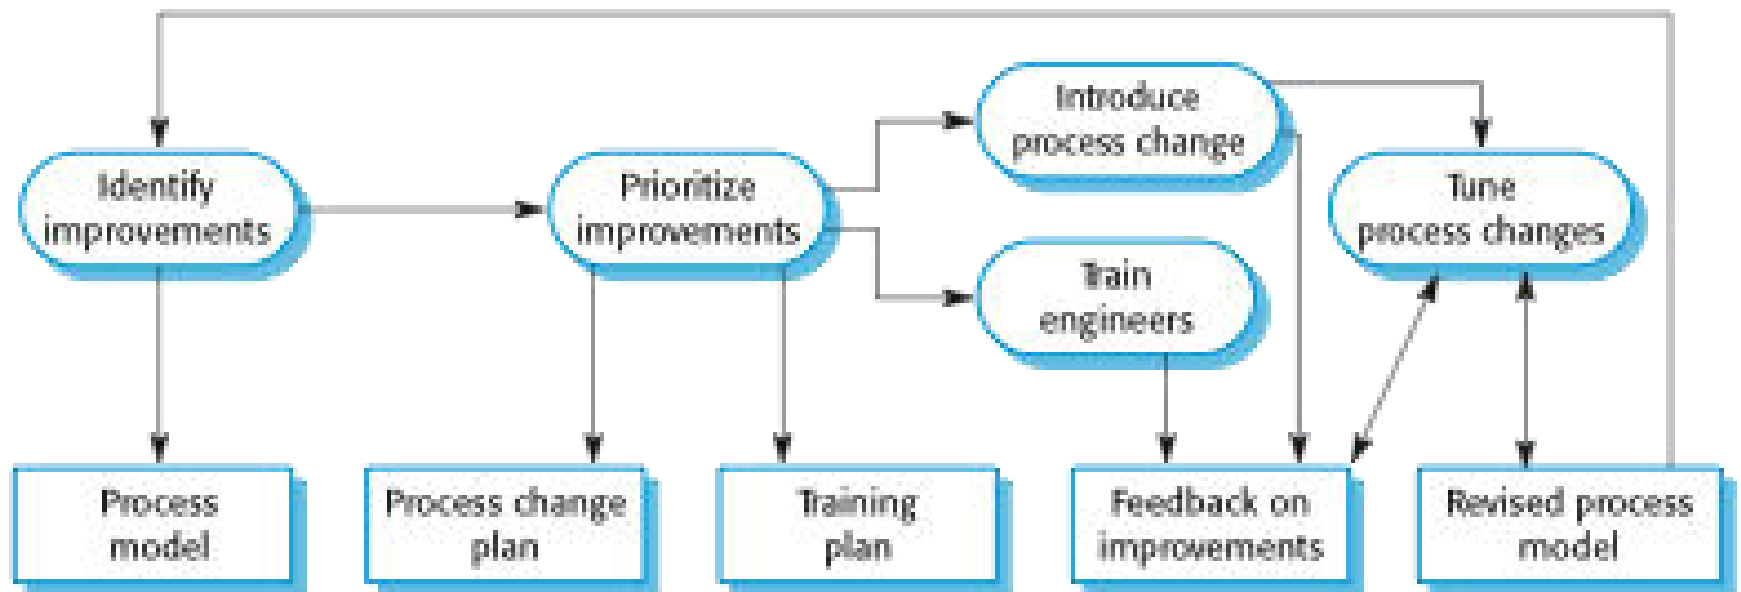 Introduce
process change
Identify
improvements
Prioritize
improvements
Tune
process changes
Train
engineers
Process
model
Process change
plan
Training
plan
Feedback on
improvements
Revised process
model